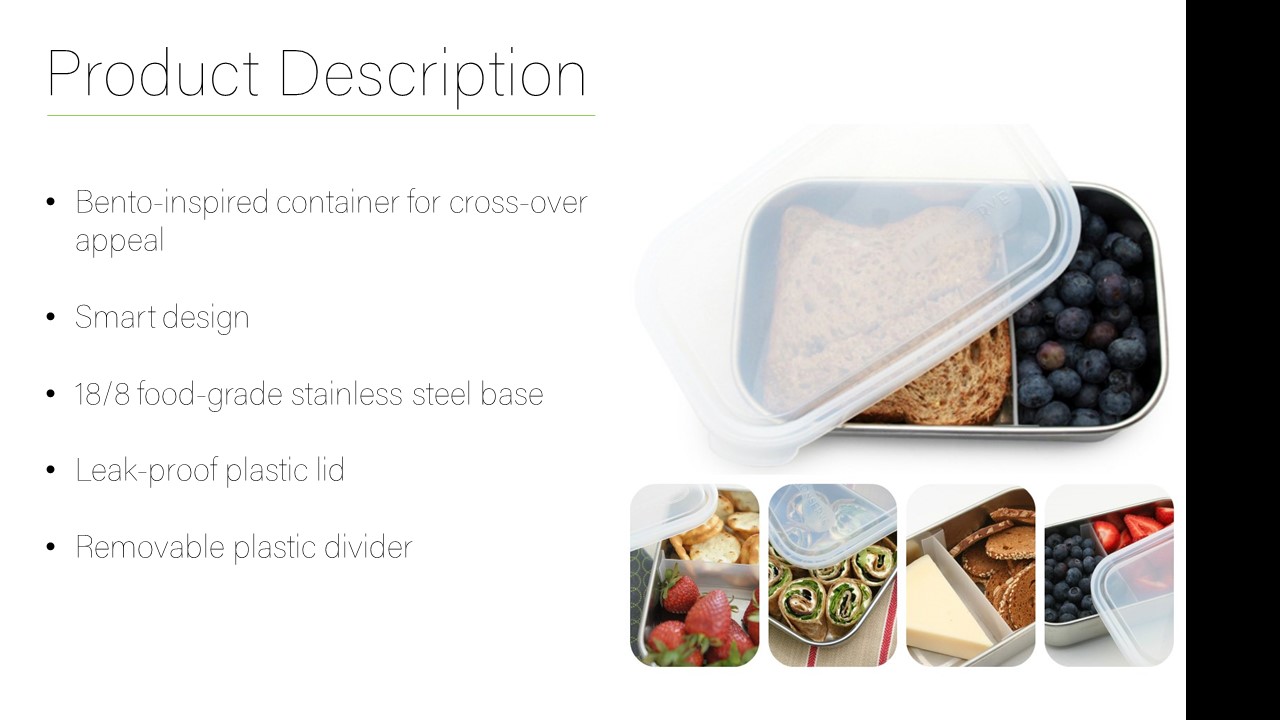 Product Description
• Bento-inspired container for cross-over
appeal
• Smart design
• 18/8 food-grade stainless steel base
• Leak-proof plastic lid
• Removable plastic divider